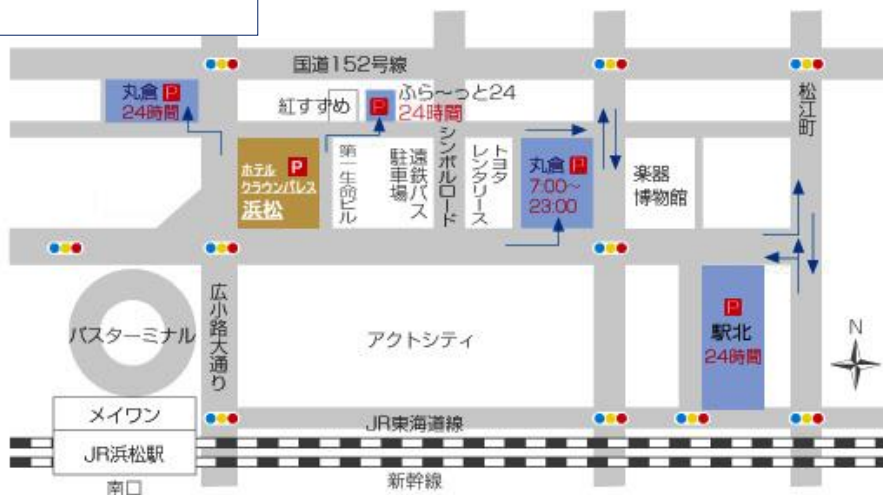 国道152号線
丸倉 P
24時間
紅すずめ
P
ふら～っと24
24時間
松江町
ホテル P
クラウンパレス
浜松
第一生命ビル
遠鉄バス
駐車場
シンボルロード
トヨタ
レンタリース
丸倉 P
7:00～
23:00
楽器
博物館
広小路大通り
バスターミナル
アクトシティ
P
駅北
24時間
N
メイワン
JR東海道線
JR浜松駅
新幹線
南口